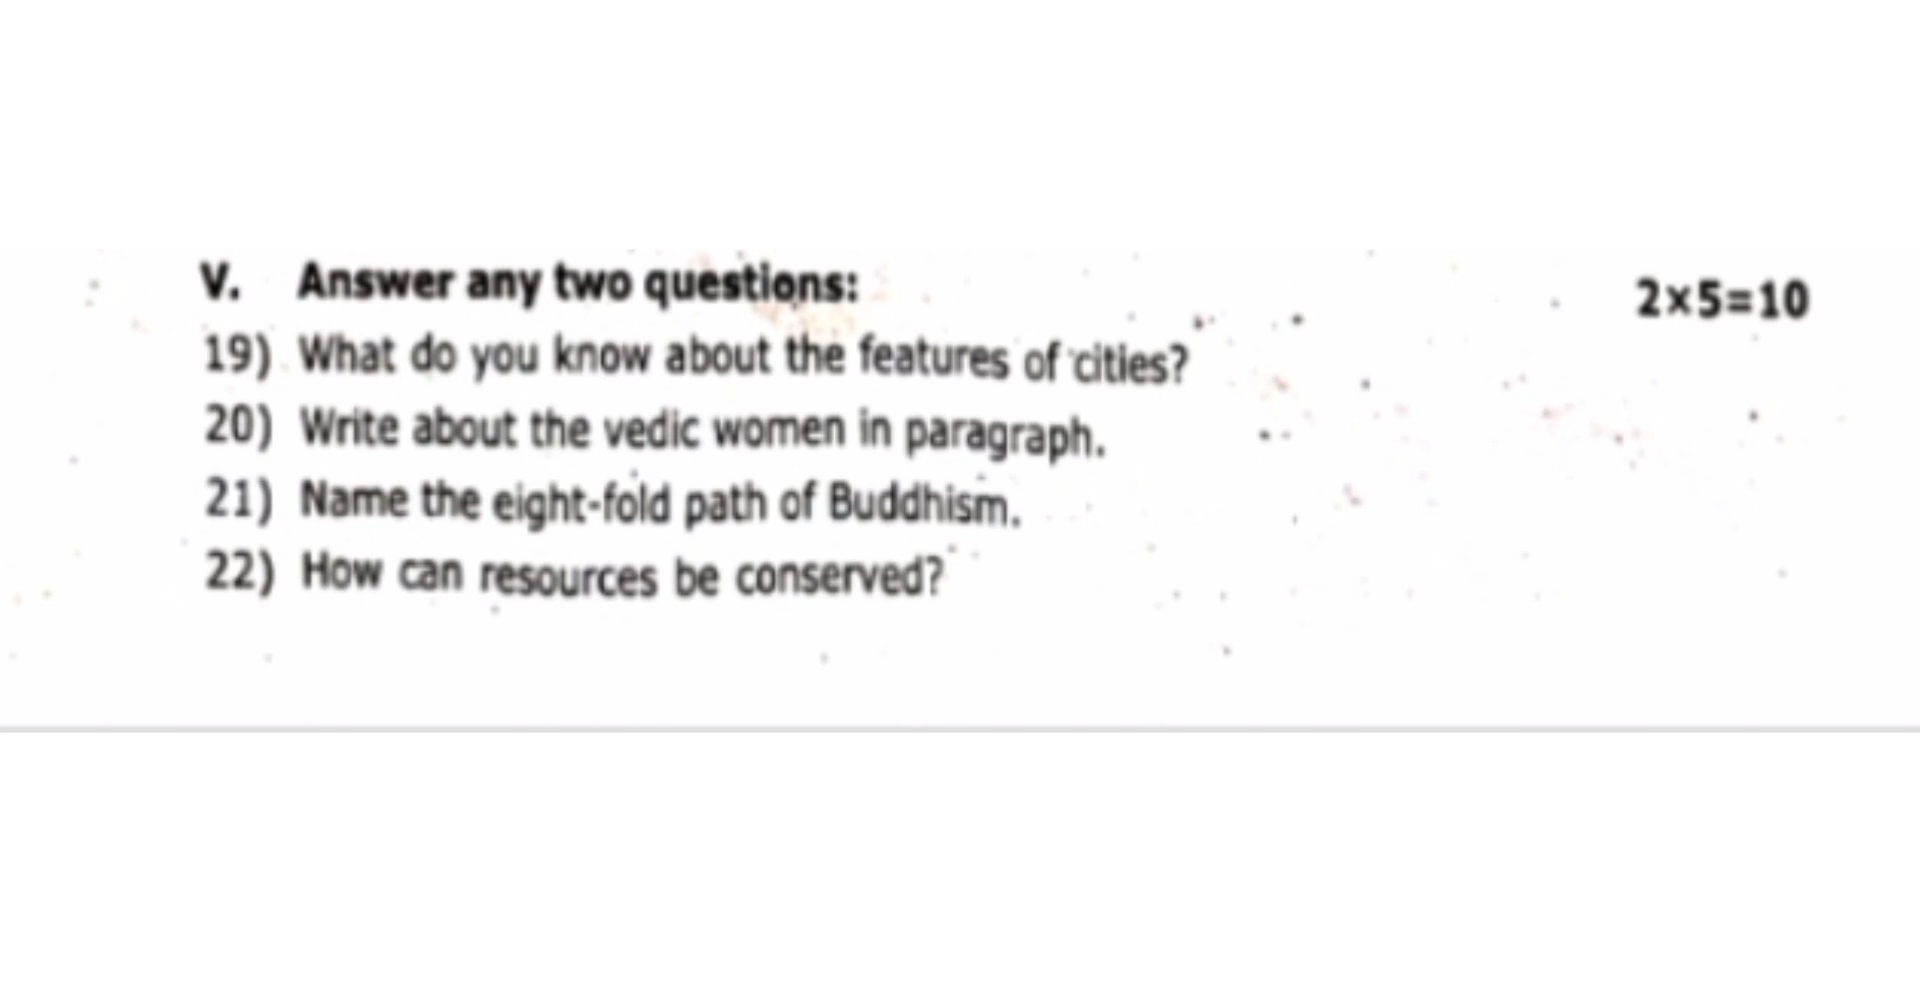 V. Answer any two questions: 2×5=10
19) What do you know about the features of cities?
20) Write about the vedic women in paragraph.
21) Name the eight-fold path of Buddhism.
22) How can resources be conserved?